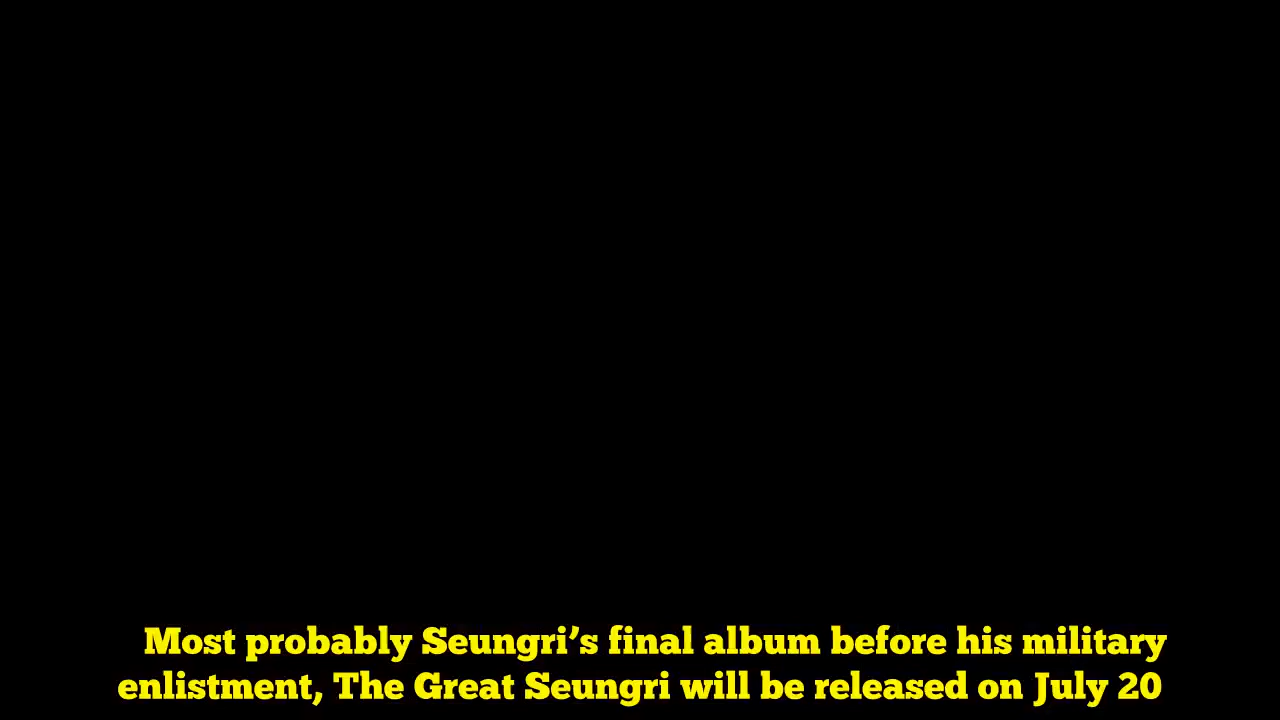 Most probably Seungri’s final album before his military
enlistment, The Great Seungri will be released on July 20